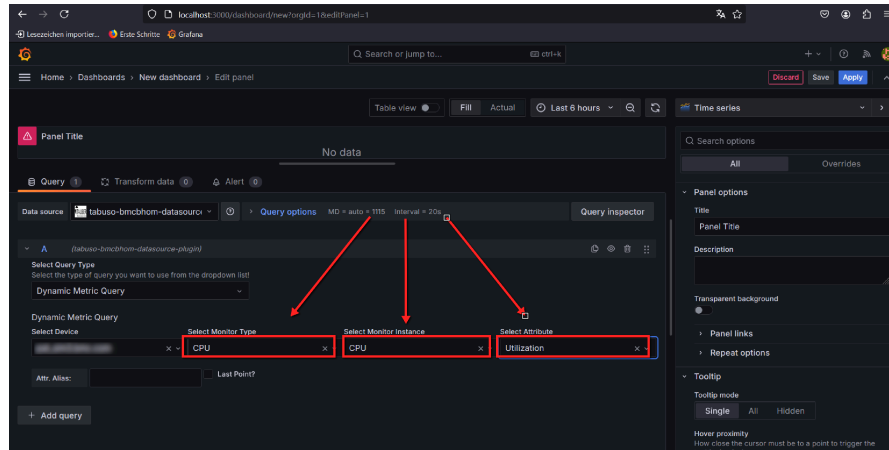 localhost:3000/dashboard/new?orgId=1&editPanel=1
Lesezeichen importier... Erste Schritte Grafana
Search or jump to... ctrl+k
Home › Dashboards › New dashboard › Edit panel
Discard Save Apply
Table view Fill Actual Last 6 hours
Time series
Panel Title
No data
Search options
All Overrides
Query 1 Transform data 0 Alert 0
Panel options
Data source tabuso-bmcbhom-datasource Query options MD = auto = 1115 Interval = 20s Query inspector
Title
Panel Title
A (tabuso-bmcbhom-datasource-plugin)
Description
Select Query Type
Select the type of query you want to use from the dropdown list!
Dynamic Metric Query
Transparent background
Dynamic Metric Query
Select Device Select Monitor Type Select Monitor Instance Select Attribute
Panel links
CPU CPU Utilization
Repeat options
Attr. Alias: Last Point?
Tooltip
Tooltip mode
Single All Hidden
+ Add query
Hover proximity
How close the cursor must be to a point to trigger the